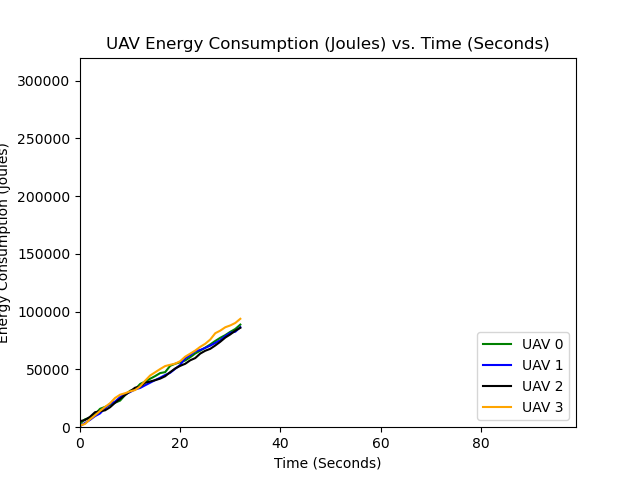 UAV Energy Consumption (Joules) vs. Time (Seconds)
300000
250000
200000
150000
100000
50000
0
Energy Consumption (Joules)
0 20 40 60 80
Time (Seconds)
UAV 0
UAV 1
UAV 2
UAV 3